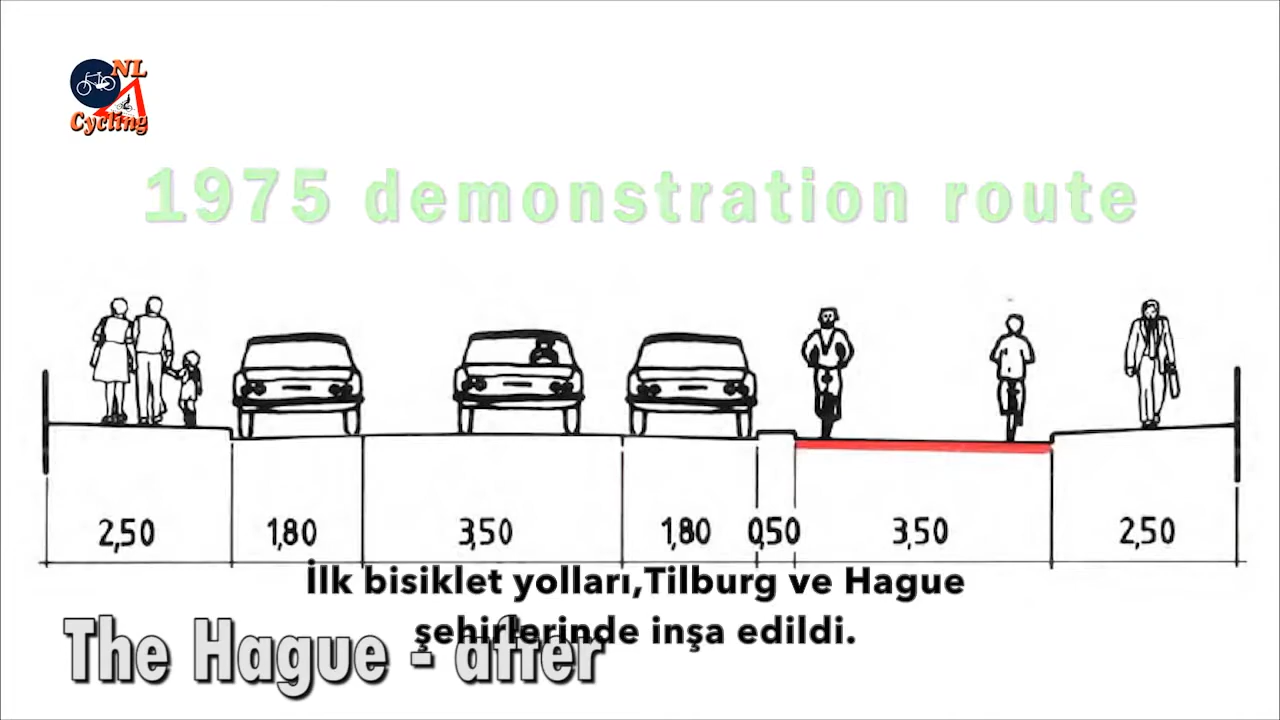 NL
Cycling
1975 demonstration route
2,50 1,80 3,50 1,80 0,50 3,50 2,50
İlk bisiklet yolları,Tilburg ve Hague
şehirlerinde inşa edildi.
The Hague - after